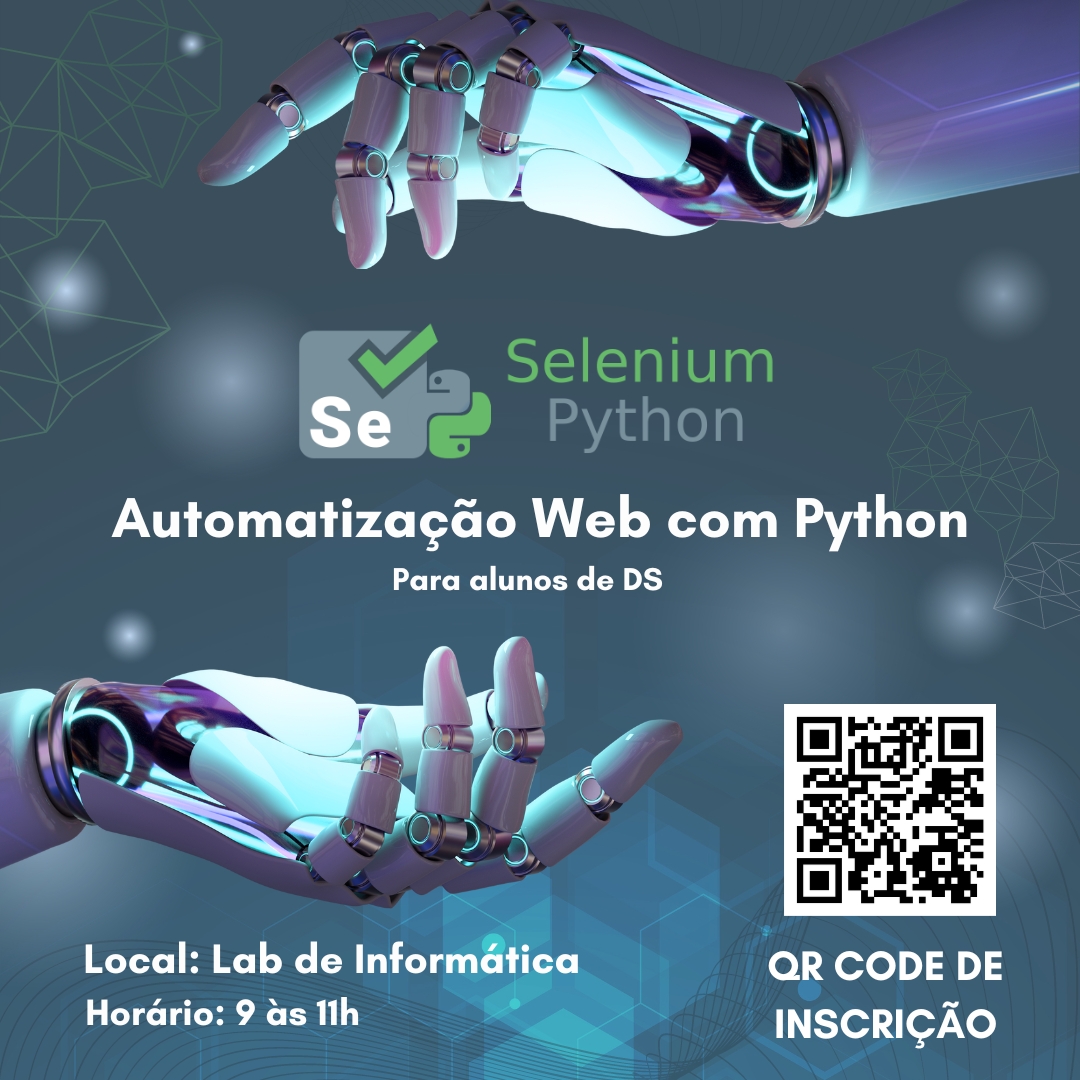 Se
Selenium
Python
Automatização Web com Python
Para alunos de DS
Local: Lab de Informática
Horário: 9 às 11h
QR CODE DE
INSCRIÇÃO